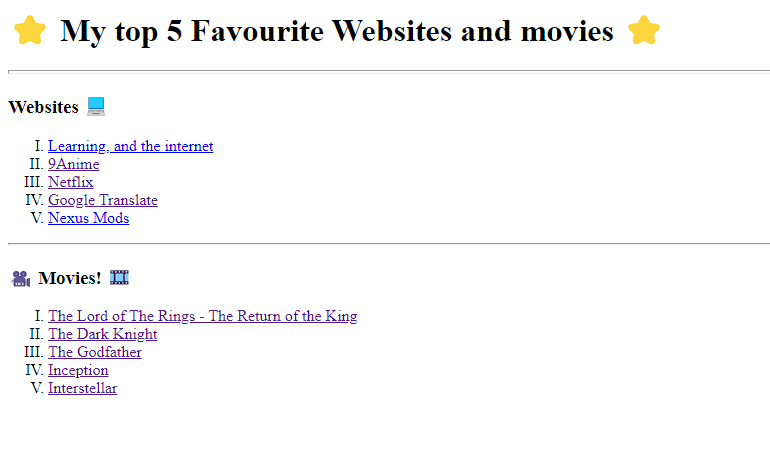 ⭐ My top 5 Favourite Websites and movies ⭐
Websites 💻
I. Learning, and the internet
II. 9Anime
III. Netflix
IV. Google Translate
V. Nexus Mods
🎥 Movies! 🎞️
I. The Lord of The Rings - The Return of the King
II. The Dark Knight
III. The Godfather
IV. Inception
V. Interstellar